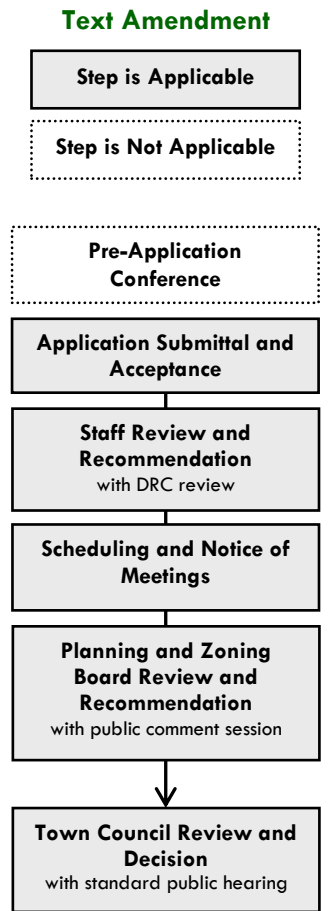 Text Amendment
Step is Applicable
Step is Not Applicable
Pre-Application
Conference
Application Submittal and
Acceptance
Staff Review and
Recommendation
with DRC review
Scheduling and Notice of
Meetings
Planning and Zoning
Board Review and
Recommendation
with public comment session
Town Council Review and
Decision
with standard public hearing